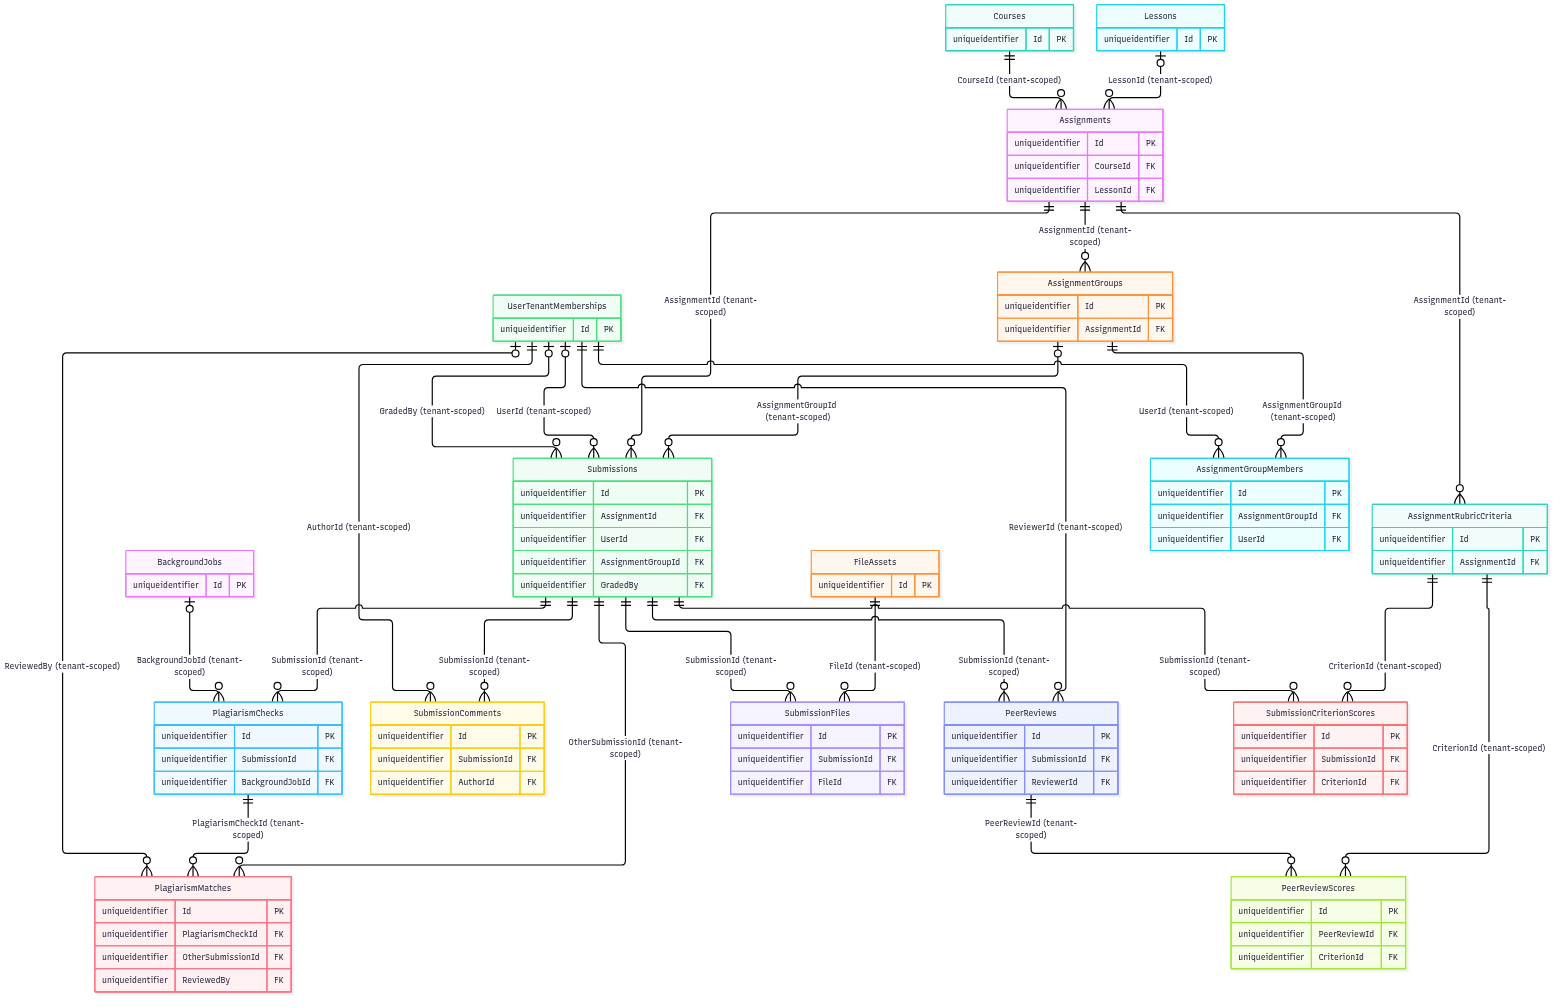 Courses
uniqueidentifier Id PK
Lessons
uniqueidentifier Id PK
CourseId (tenant-scoped)
LessonId (tenant-scoped)
Assignments
uniqueidentifier Id PK
uniqueidentifier CourseId FK
uniqueidentifier LessonId FK
AssignmentId (tenant-
scoped)
AssignmentId (tenant-
scoped)
AssignmentId (tenant-
scoped)
UserTenantMemberships
uniqueidentifier Id PK
AssignmentGroups
uniqueidentifier Id PK
uniqueidentifier AssignmentId FK
GradedBy (tenant-scoped)
UserId (tenant-scoped)
AssignmentGroupId
(tenant-scoped)
UserId (tenant-scoped)
AssignmentGroupId
(tenant-scoped)
Submissions
uniqueidentifier Id PK
uniqueidentifier AssignmentId FK
uniqueidentifier UserId FK
uniqueidentifier AssignmentGroupId FK
uniqueidentifier GradedBy FK
AssignmentGroupMembers
uniqueidentifier Id PK
uniqueidentifier AssignmentGroupId FK
uniqueidentifier UserId FK
AssignmentRubricCriteria
uniqueidentifier Id PK
uniqueidentifier AssignmentId FK
AuthorId (tenant-scoped)
ReviewerId (tenant-scoped)
BackgroundJobs
uniqueidentifier Id PK
FileAssets
uniqueidentifier Id PK
ReviewedBy (tenant-scoped)
BackgroundJobId (tenant-
scoped)
SubmissionId (tenant-
scoped)
SubmissionId (tenant-
scoped)
SubmissionId (tenant-
scoped)
FileId (tenant-scoped)
SubmissionId (tenant-
scoped)
SubmissionId (tenant-
scoped)
CriterionId (tenant-scoped)
PlagiarismChecks
uniqueidentifier Id PK
uniqueidentifier SubmissionId FK
uniqueidentifier BackgroundJobId FK
SubmissionComments
uniqueidentifier Id PK
uniqueidentifier SubmissionId FK
uniqueidentifier AuthorId FK
OtherSubmissionId (tenant-
scoped)
SubmissionFiles
uniqueidentifier Id PK
uniqueidentifier SubmissionId FK
uniqueidentifier FileId FK
PeerReviews
uniqueidentifier Id PK
uniqueidentifier SubmissionId FK
uniqueidentifier ReviewerId FK
SubmissionCriterionScores
uniqueidentifier Id PK
uniqueidentifier SubmissionId FK
uniqueidentifier CriterionId FK
CriterionId (tenant-scoped)
PlagiarismCheckId (tenant-
scoped)
PeerReviewId (tenant-
scoped)
PlagiarismMatches
uniqueidentifier Id PK
uniqueidentifier PlagiarismCheckId FK
uniqueidentifier OtherSubmissionId FK
uniqueidentifier ReviewedBy FK
PeerReviewScores
uniqueidentifier Id PK
uniqueidentifier PeerReviewId FK
uniqueidentifier CriterionId FK